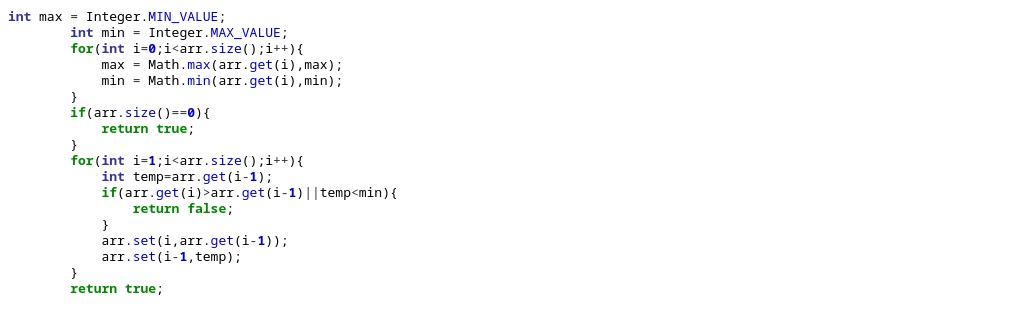 int max = Integer.MIN_VALUE;
        int min = Integer.MAX_VALUE;
        for(int i=0;i<arr.size();i++){
            max = Math.max(arr.get(i),max);
            min = Math.min(arr.get(i),min);
        }
        if(arr.size()==0){
            return true;
        }
        for(int i=1;i<arr.size();i++){
            int temp=arr.get(i-1);
            if(arr.get(i)>arr.get(i-1)||temp<min){
                return false;
            }
            arr.set(i,arr.get(i-1));
            arr.set(i-1,temp);
        }
        return true;